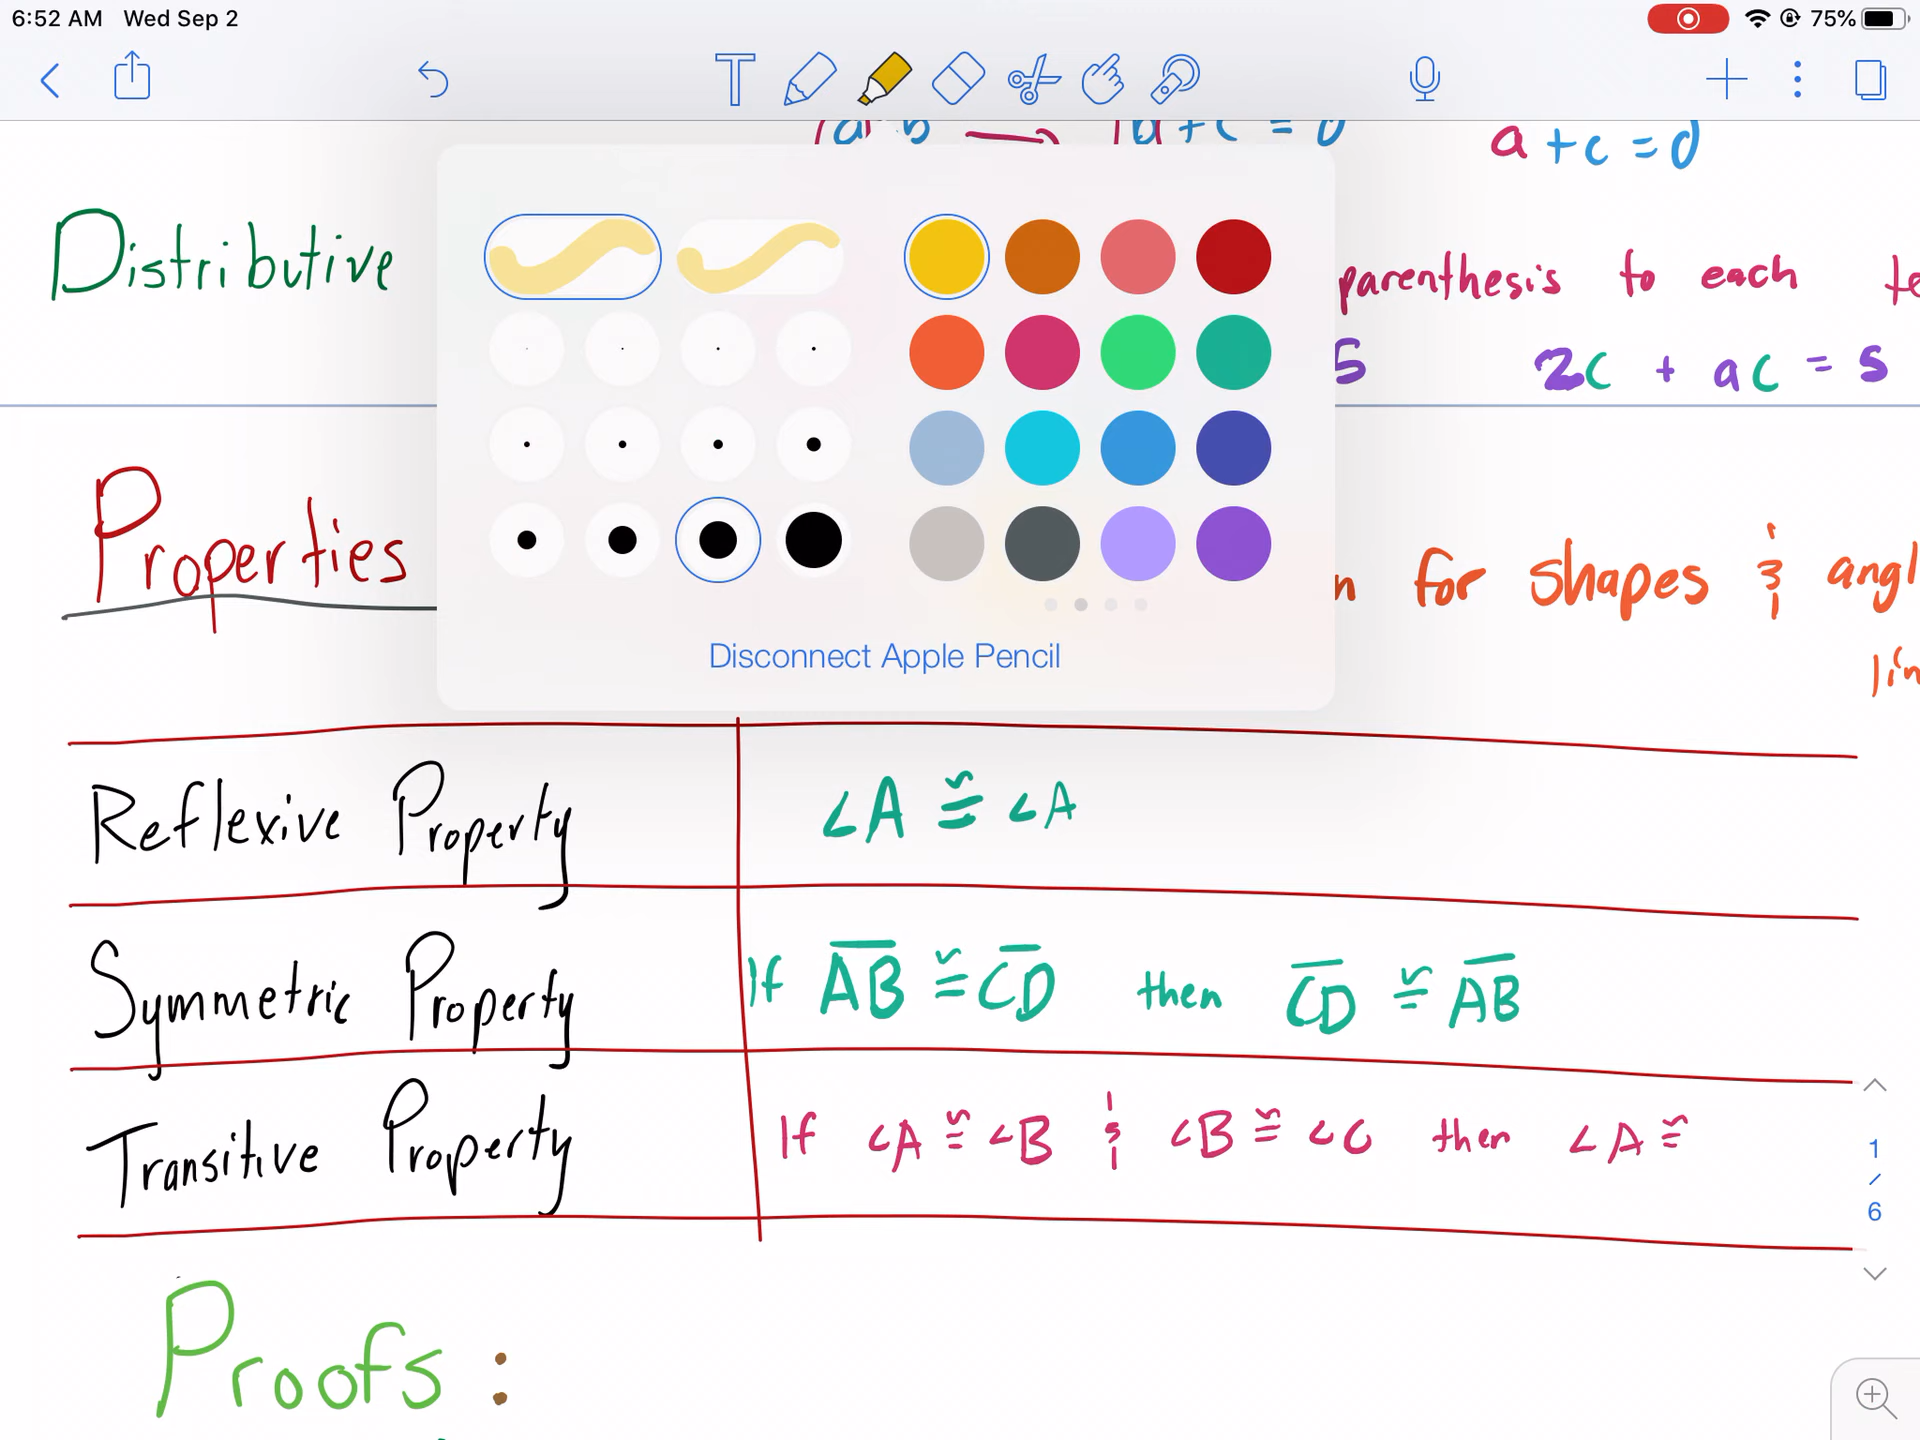 6:52 AM Wed Sep 2 75%
T
a + c = 0
Distributive
parenthesis to each
5 2c + ac = 5
Properties for shapes & angl
Disconnect Apple Pencil
Reflexive Property ∠A ≅ ∠A
Symmetric Property If AB ≅ CD then CD ≅ AB
Transitive Property If ∠A ≅ ∠B & ∠B ≅ ∠C then ∠A ≅
1
/
6
Proofs :